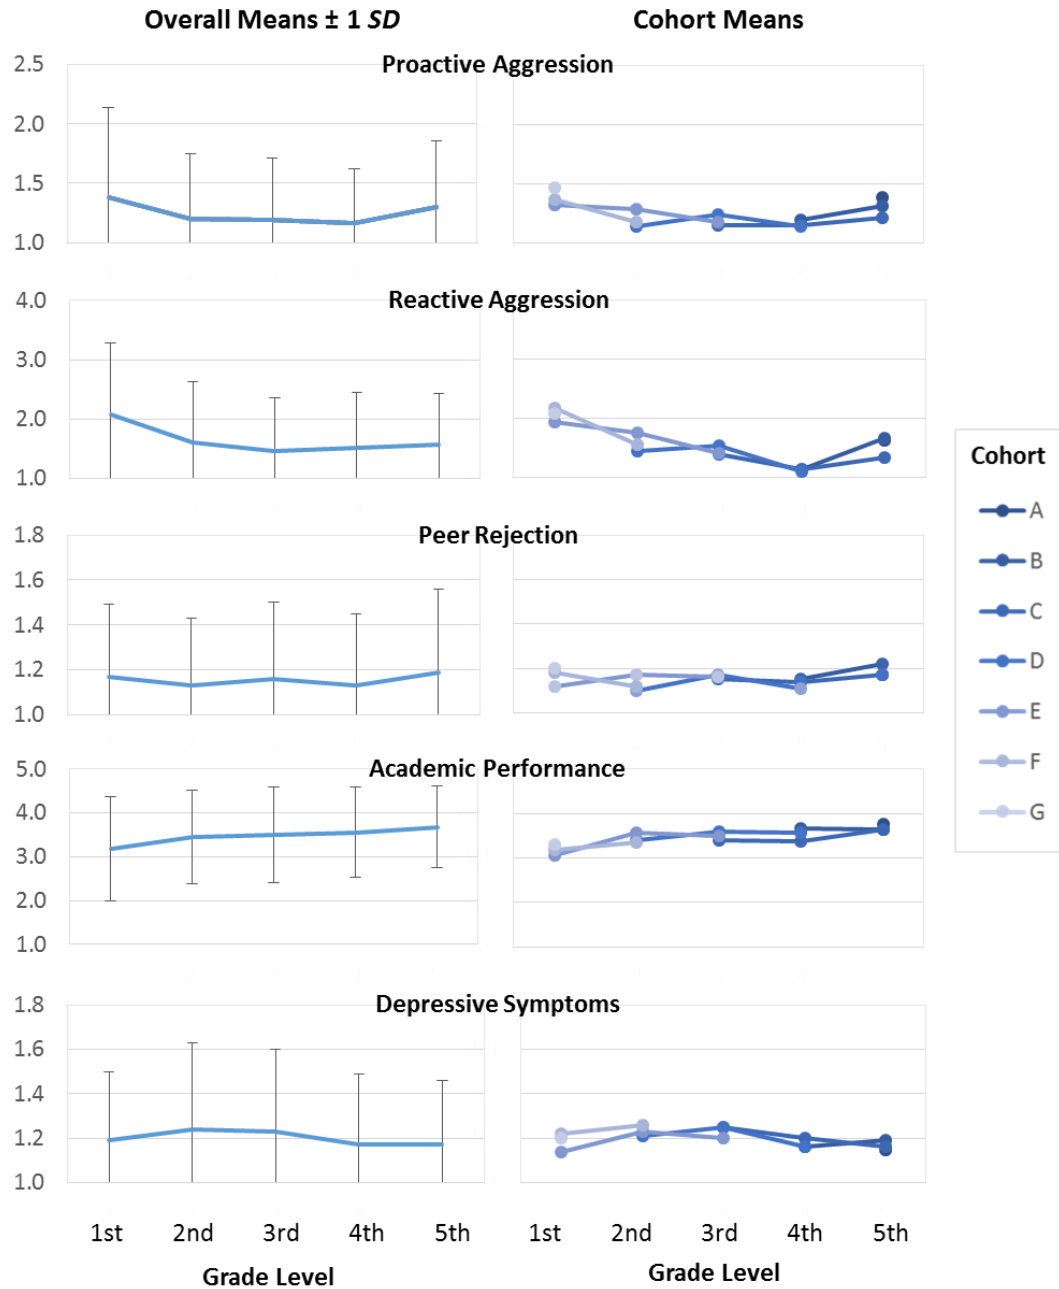 Overall Means ± 1 SD
Cohort Means
Proactive Aggression
2.5
2.0
1.5
1.0
Reactive Aggression
4.0
3.0
2.0
1.0
Peer Rejection
1.8
1.6
1.4
1.2
1.0
Academic Performance
5.0
4.0
3.0
2.0
1.0
Depressive Symptoms
1.8
1.6
1.4
1.2
1.0
1st 2nd 3rd 4th 5th
Grade Level
1st 2nd 3rd 4th 5th
Grade Level
Cohort
A
B
C
D
E
F
G